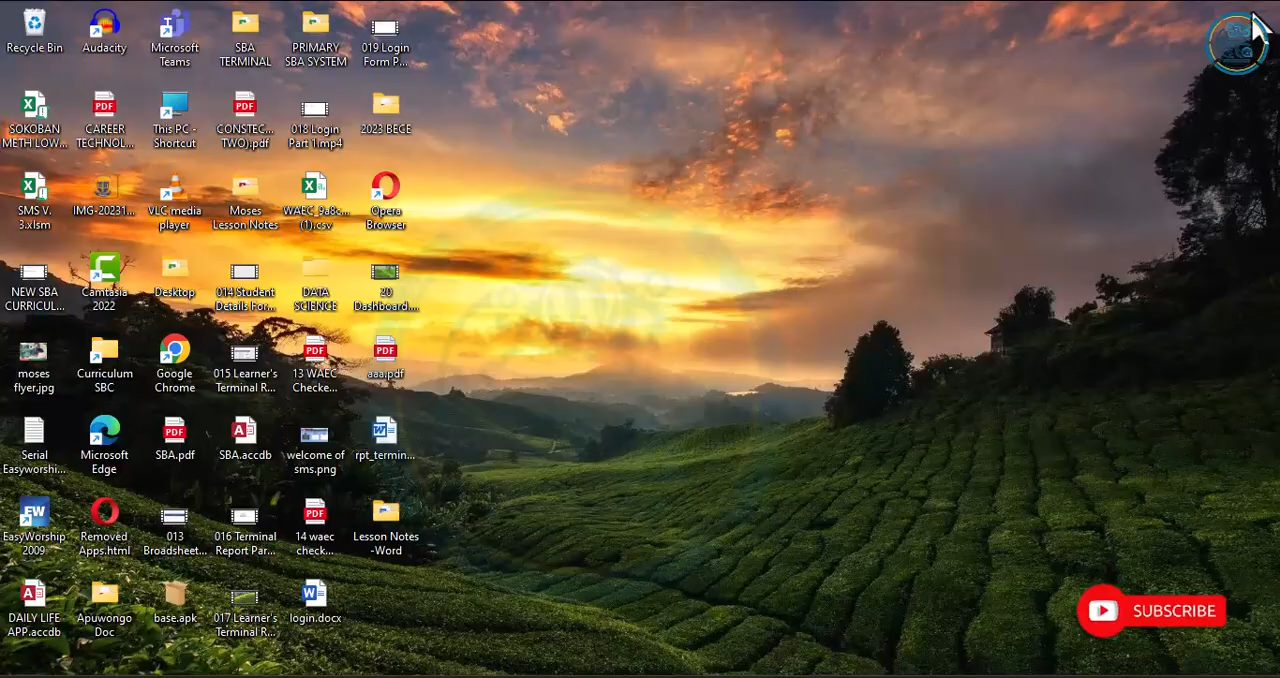 Recycle Bin
Audacity
Microsoft
Teams
SBA
TERMINAL
PRIMARY
SBA SYSTEM
019 Login
Form P...
SOKOBAN
METH LOW...
CAREER
TECHNOL...
This PC -
Shortcut
CONSTEC...
TWO).pdf
018 Login
Part 1.mp4
2023 BECE
SMS V.
3.xlsm
IMG-20231...
VLC media
player
Moses
Lesson Notes
WAEC_9a8c...
(1).csv
Opera
Browser
NEW SBA
CURRICUL...
Camtasia
2022
Desktop
014 Student
Details For...
DATA
SCIENCE
20
Dashboard....
moses
flyer.jpg
Curriculum
SBC
Google
Chrome
015 Learner's
Terminal R...
13 WAEC
Checke...
aaa.pdf
Serial
Easyworshi...
Microsoft
Edge
SBA.pdf
SBA.accdb
welcome of
sms.png
rpt_termin...
EasyWorship
2009
Removed
Apps.html
013
Broadsheet...
016 Terminal
Report Par...
14 waec
check...
Lesson Notes
-Word
DAILY LIFE
APP.accdb
Apuwongo
Doc
base.apk
017 Learner's
Terminal R...
login.docx
SUBSCRIBE